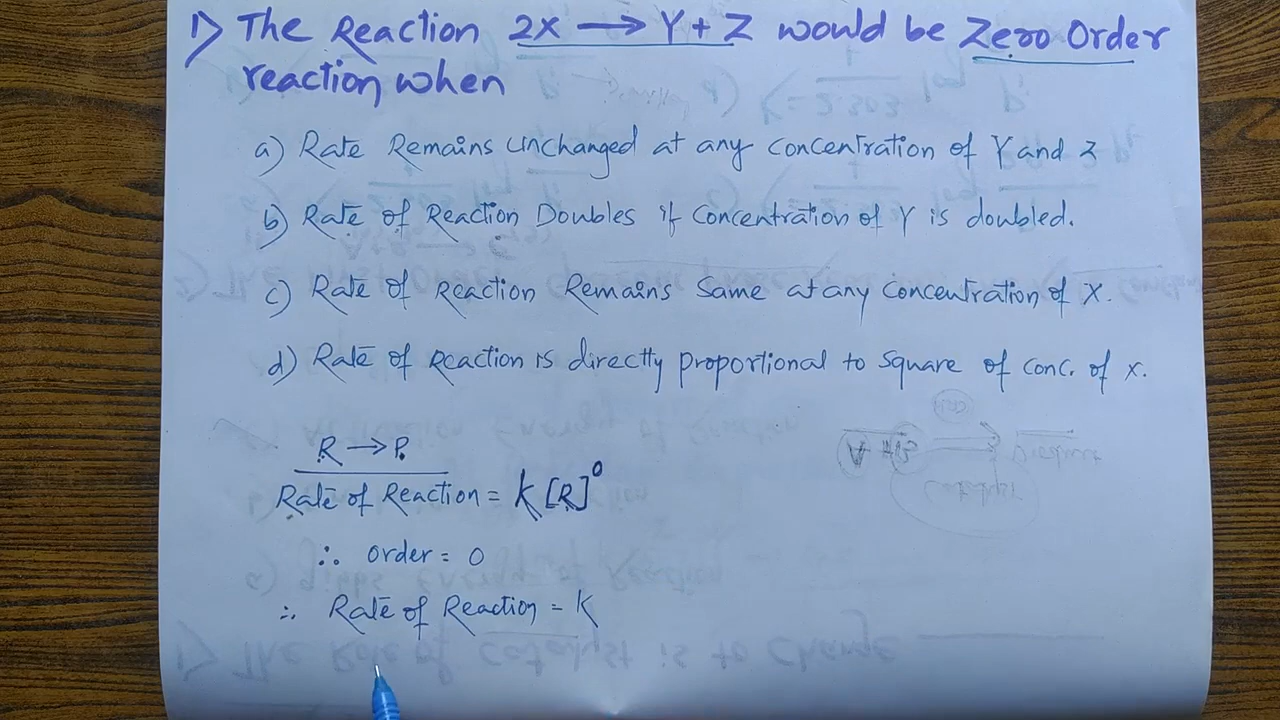 1) The Reaction 2X → Y + Z would be Zero Order
reaction when
a) Rate Remains Unchanged at any Concentration of Y and Z
b) Rate of Reaction Doubles if Concentration of Y is doubled.
c) Rate of Reaction Remains Same at any Concentration of X.
d) Rate of Reaction is directly proportional to Square of Conc. of X.
R → P
Rate of Reaction = K [R]⁰
∴ Order = 0
∴ Rate of Reaction = K